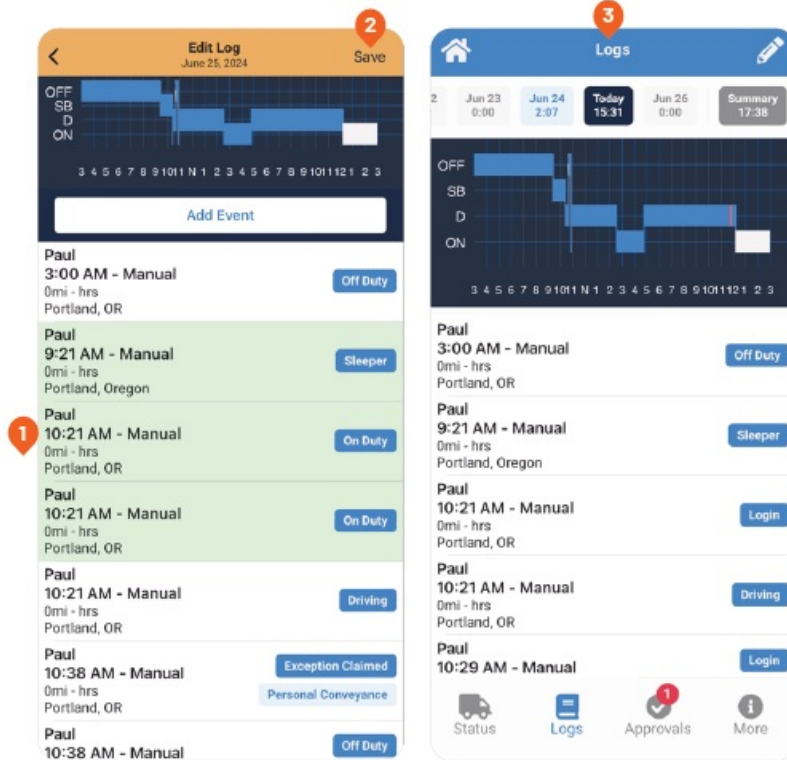 2
Edit Log
June 25, 2024
Save
OFF
SB
D
ON
3 4 5 6 7 8 9 10 11 N 1 2 3 4 5 6 7 8 9 10 11 12 1 2 3
Add Event
Paul
3:00 AM - Manual
0mi - hrs
Portland, OR
Off Duty
Paul
9:21 AM - Manual
0mi - hrs
Portland, Oregon
Sleeper
1
Paul
10:21 AM - Manual
0mi - hrs
Portland, OR
On Duty
Paul
10:21 AM - Manual
0mi - hrs
Portland, OR
On Duty
Paul
10:21 AM - Manual
0mi - hrs
Portland, OR
Driving
Paul
10:38 AM - Manual
0mi - hrs
Portland, OR
Exception Claimed
Personal Conveyance
Paul
10:38 AM - Manual
Off Duty
3
Logs
2
Jun 23
0:00
Jun 24
2:07
Today
15:31
Jun 26
0:00
Summary
17:38
OFF
SB
D
ON
3 4 5 6 7 8 9 10 11 N 1 2 3 4 5 6 7 8 9 10 11 12 1 2 3
Paul
3:00 AM - Manual
0mi - hrs
Portland, OR
Off Duty
Paul
9:21 AM - Manual
0mi - hrs
Portland, Oregon
Sleeper
Paul
10:21 AM - Manual
0mi - hrs
Portland, OR
Login
Paul
10:21 AM - Manual
0mi - hrs
Portland, OR
Driving
Paul
10:29 AM - Manual
Login
Status
Logs
1
Approvals
More